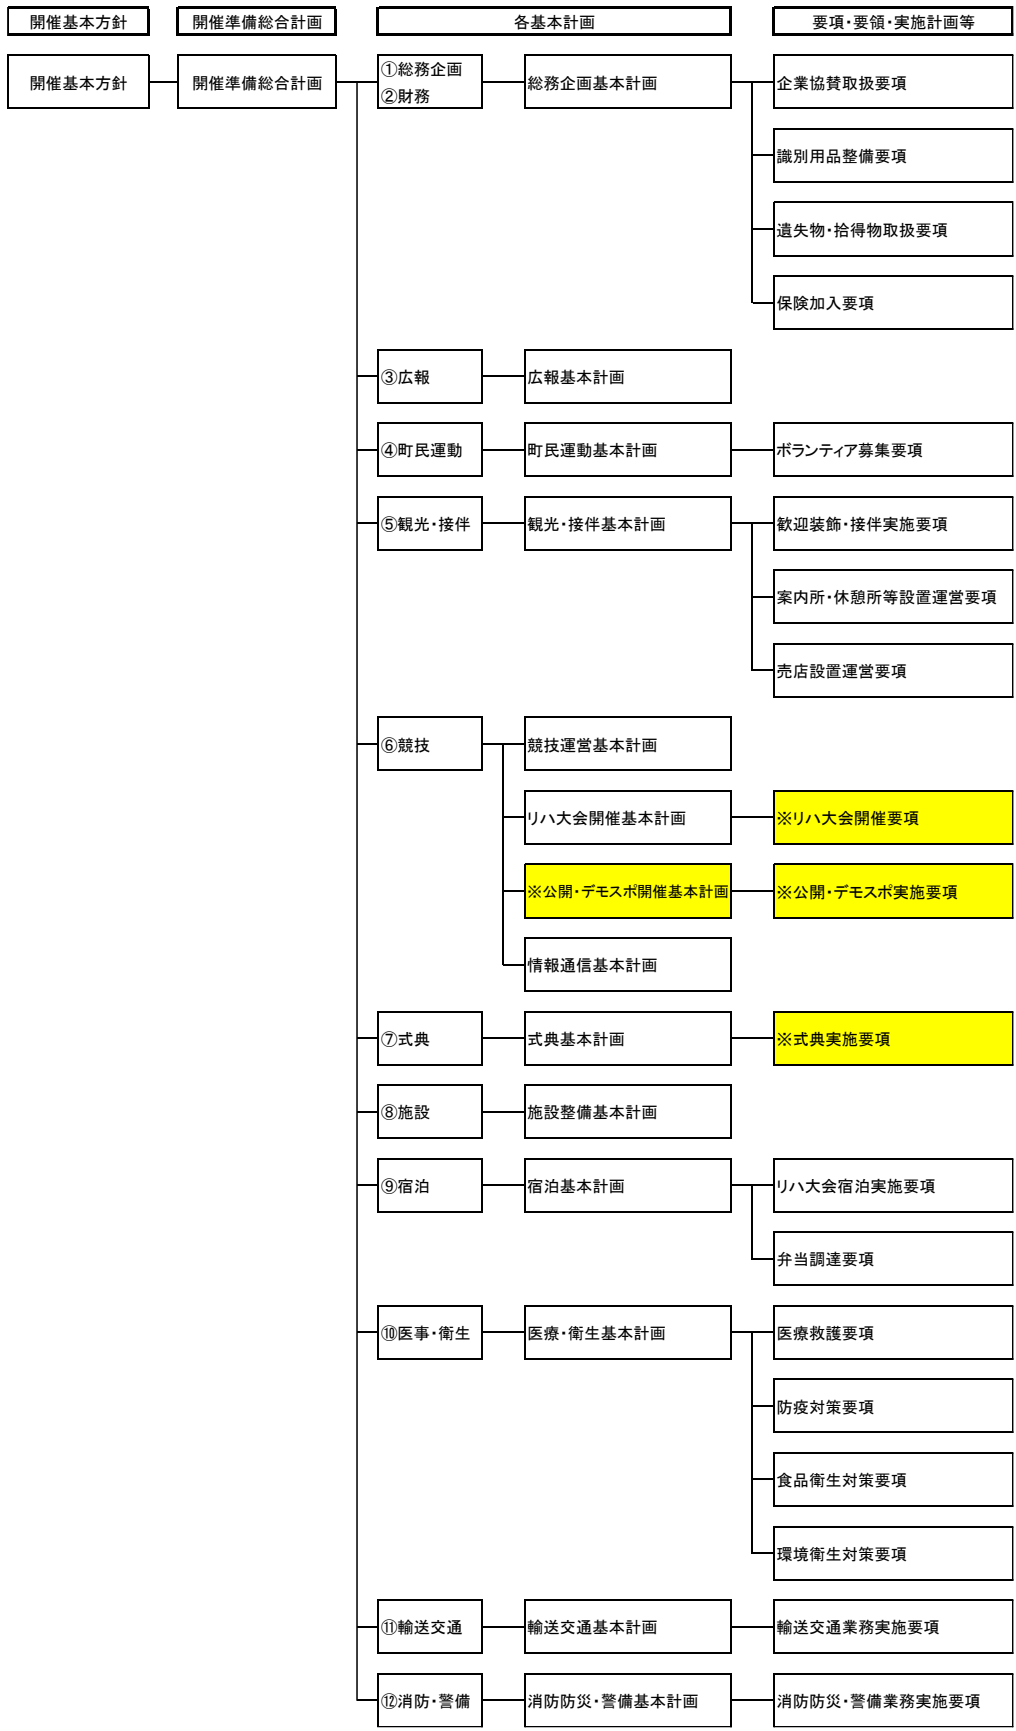 開催基本方針
開催準備総合計画
各基本計画
要項・要領・実施計画等
開催基本方針
開催準備総合計画
①総務企画
②財務
総務企画基本計画
企業協賛取扱要項
識別用品整備要項
遺失物・拾得物取扱要項
保険加入要項
③広報
広報基本計画
④町民運動
町民運動基本計画
ボランティア募集要項
⑤観光・接伴
観光・接伴基本計画
歓迎装飾・接伴実施要項
案内所・休憩所等設置運営要項
売店設置運営要項
⑥競技
競技運営基本計画
リハ大会開催基本計画
※リハ大会開催要項
※公開・デモスポ開催基本計画
※公開・デモスポ実施要項
情報通信基本計画
⑦式典
式典基本計画
※式典実施要項
⑧施設
施設整備基本計画
⑨宿泊
宿泊基本計画
リハ大会宿泊実施要項
弁当調達要項
⑩医事・衛生
医療・衛生基本計画
医療救護要項
防疫対策要項
食品衛生対策要項
環境衛生対策要項
⑪輸送交通
輸送交通基本計画
輸送交通業務実施要項
⑫消防・警備
消防防災・警備基本計画
消防防災・警備業務実施要項